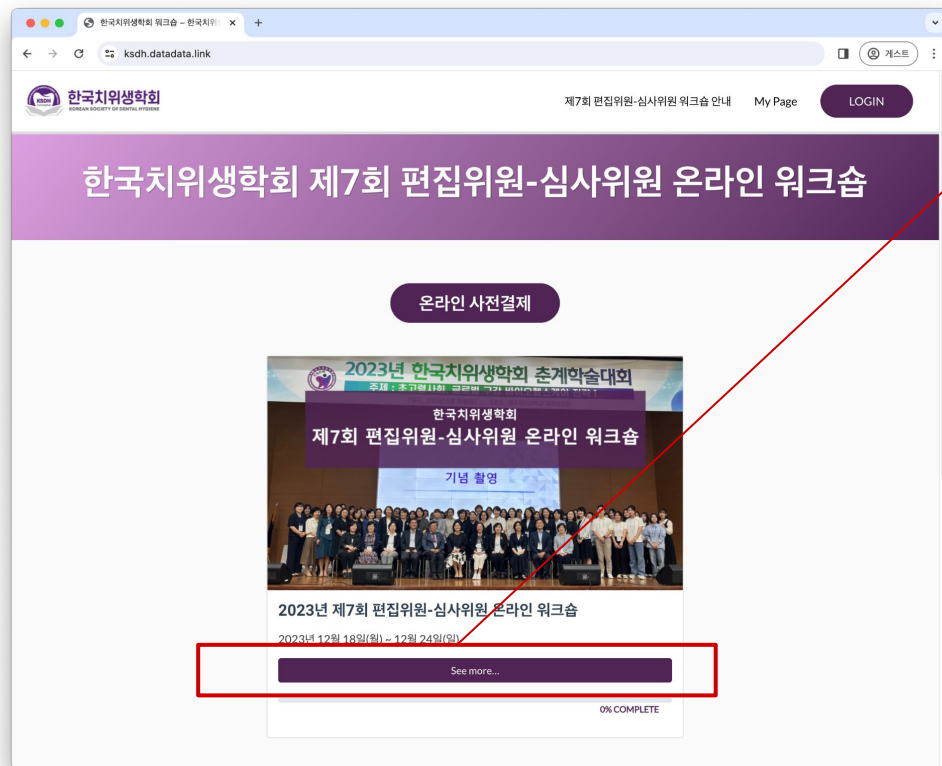 한국치위생학회 워크숍 – 한국치위
ksdh.datadata.link
게스트
KSDH
한국치위생학회
KOREAN SOCIETY OF DENTAL HYGIENE
제7회 편집위원-심사위원 워크숍 안내
My Page
LOGIN
한국치위생학회 제7회 편집위원-심사위원 온라인 워크숍
온라인 사전결제
2023년 한국치위생학회 춘계학술대회
주제 : 초고령사회
한국치위생학회
제7회 편집위원-심사위원 온라인 워크숍
기념 촬영
2023년 제7회 편집위원-심사위원 온라인 워크숍
2023년 12월 18일(월) ~ 12월 24일(일)
See more...
0% COMPLETE